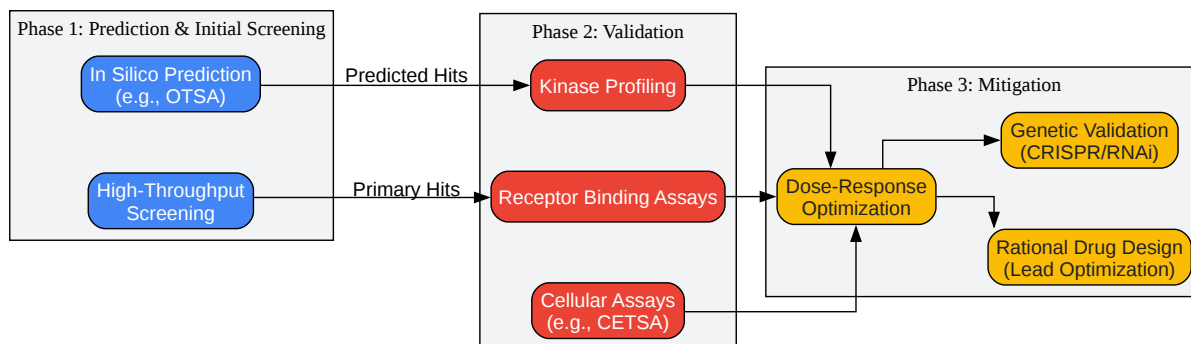 Phase 1: Prediction & Initial Screening
In Silico Prediction
(e.g., OTSA)
High-Throughput
Screening
Predicted Hits
Primary Hits
Phase 2: Validation
Kinase Profiling
Receptor Binding Assays
Cellular Assays
(e.g., CETSA)
Phase 3: Mitigation
Dose-Response
Optimization
Genetic Validation
(CRISPR/RNAi)
Rational Drug Design
(Lead Optimization)